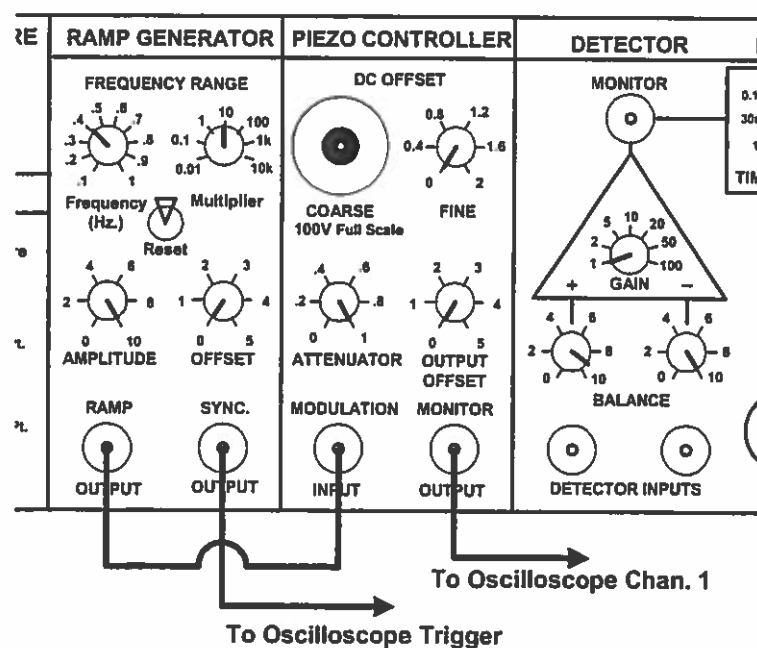 RE
RAMP GENERATOR
PIEZO CONTROLLER
DETECTOR
FREQUENCY RANGE
.1 .2 .3 .4 .5 .6 .7 .8 .9 1
Frequency
(Hz.)
0.01 0.1 1 10 100 1k 10k
Multiplier
Reset
0 2 4 6 8 10
AMPLITUDE
0 1 2 3 4 5
OFFSET
RAMP
OUTPUT
SYNC.
OUTPUT
DC OFFSET
COARSE
100V Full Scale
0 0.4 0.8 1.2 1.6 2
FINE
0 .2 .4 .6 .8 1
ATTENUATOR
0 1 2 3 4 5
OUTPUT
OFFSET
MODULATION
INPUT
MONITOR
OUTPUT
MONITOR
1 2 5 10 20 50 100
GAIN
+ −
0 2 4 6 8 10
0 2 4 6 8 10
BALANCE
DETECTOR INPUTS
0.1
TIM
To Oscilloscope Chan. 1
To Oscilloscope Trigger